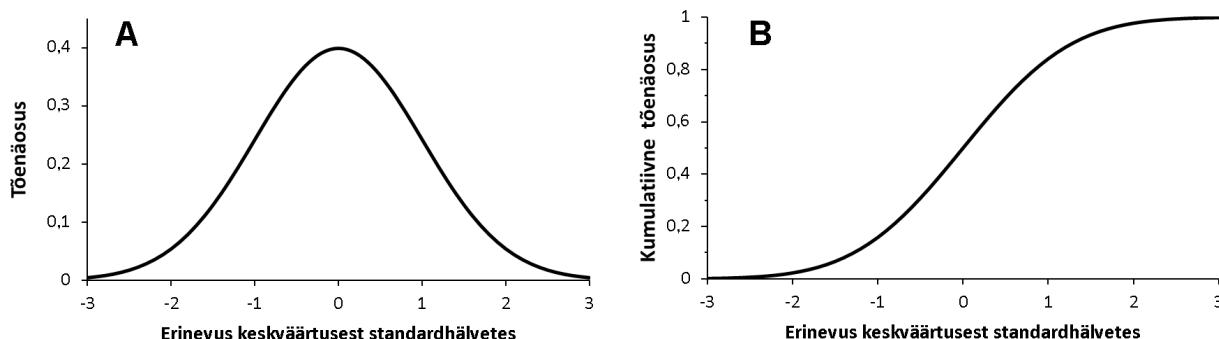 A
Tõenäosus
0,4
0,3
0,2
0,1
0
-3 -2 -1 0 1 2 3
Erinevus keskväärtusest standardhälvetes
B
Kumulatiivne tõenäosus
1
0,8
0,6
0,4
0,2
0
-3 -2 -1 0 1 2 3
Erinevus keskväärtusest standardhälvetes